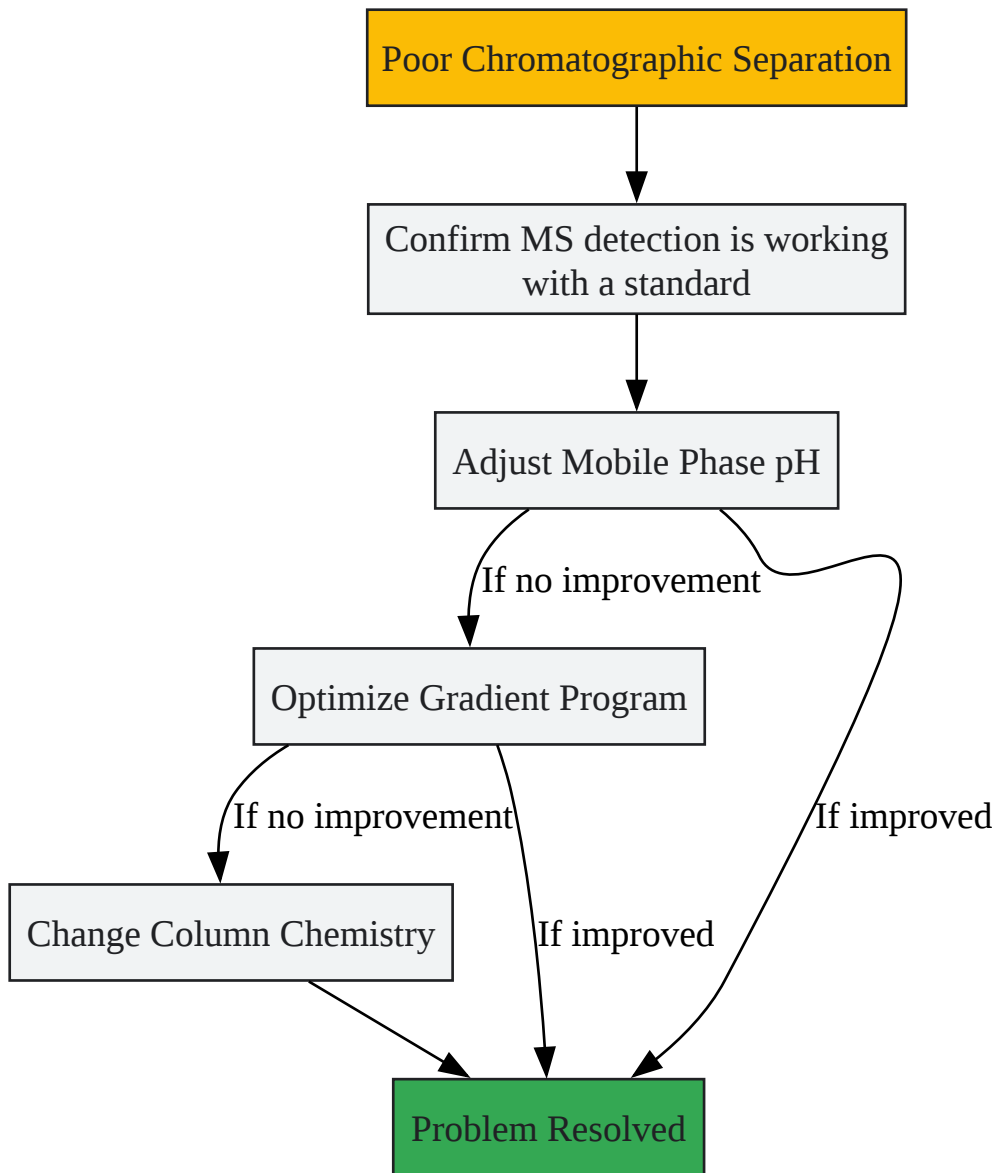 Poor Chromatographic Separation
Confirm MS detection is working
with a standard
Adjust Mobile Phase pH
If no improvement
Optimize Gradient Program
If no improvement
If improved
Change Column Chemistry
If improved
Problem Resolved